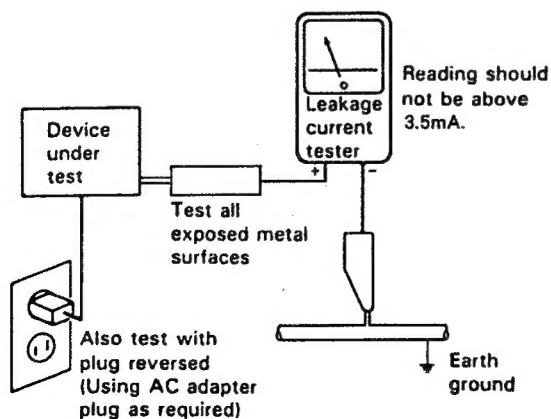 Device
under
test
Leakage
current
tester
+ −
Reading should
not be above
3.5mA.
Test all
exposed metal
surfaces
Also test with
plug reversed
(Using AC adapter
plug as required)
Earth
ground